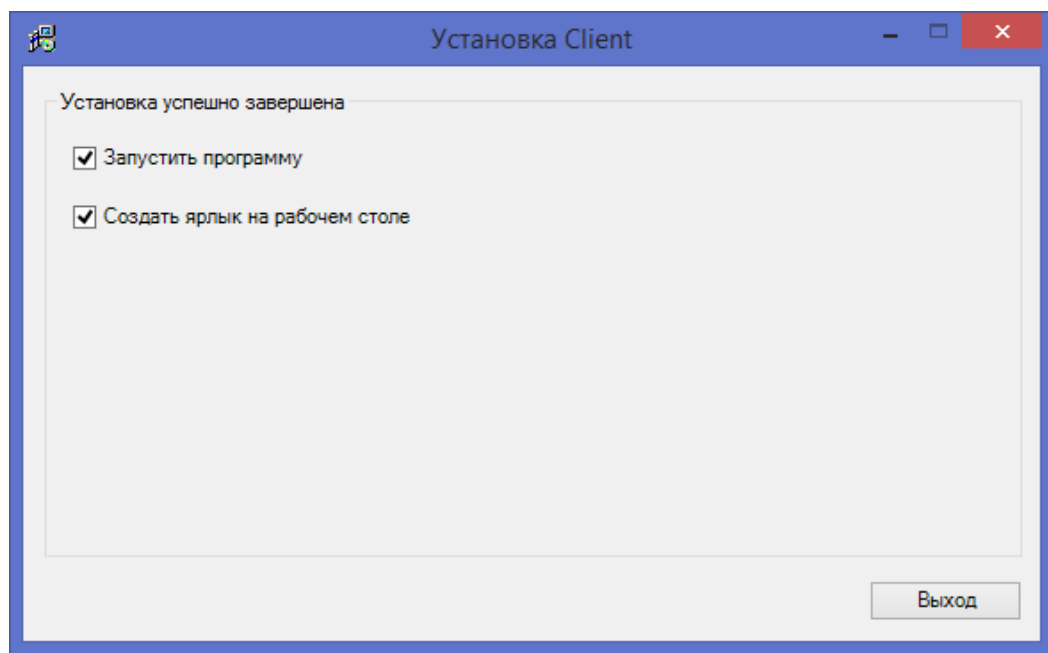 Установка Client
Установка успешно завершена
Запустить программу
Создать ярлык на рабочем столе
Выход